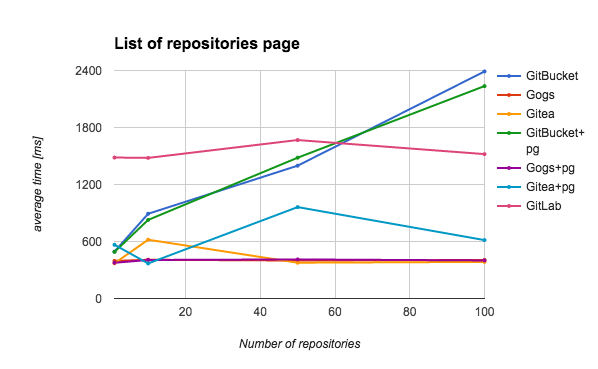 List of repositories page
2400
1800
1200
600
0
average time [ms]
20
40
60
80
100
Number of repositories
GitBucket
Gogs
Gitea
GitBucket+
pg
Gogs+pg
Gitea+pg
GitLab